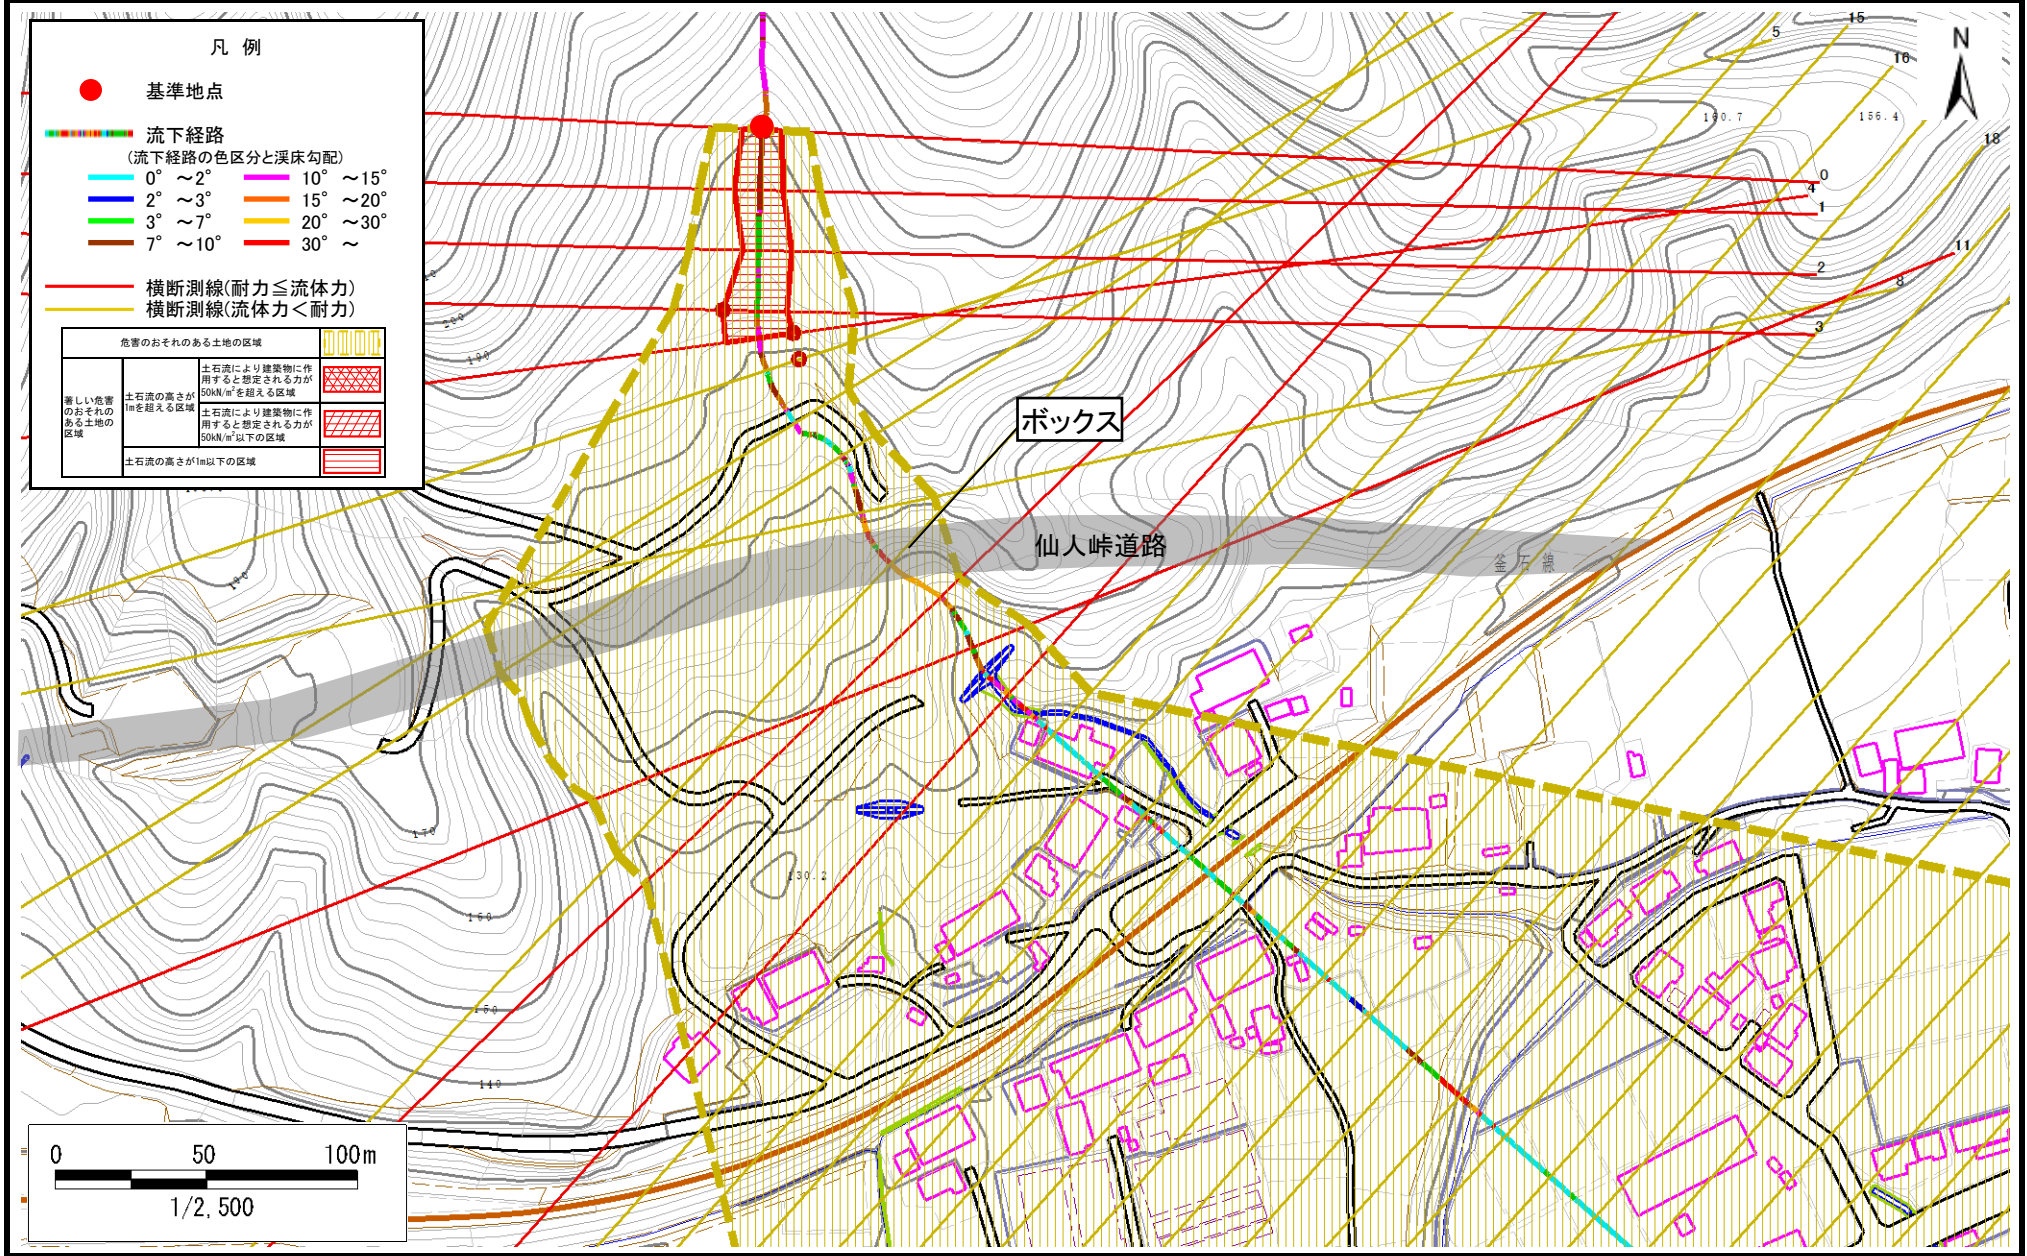 凡 例
基準地点
流下経路
(流下経路の色区分と渓床勾配)
0° ～2°
10° ～15°
2° ～3°
15° ～20°
3° ～7°
20° ～30°
7° ～10°
30° ～
横断測線(耐力≦流体力)
横断測線(流体力＜耐力)
危害のおそれのある土地の区域
著しい危害
のおそれの
ある土地の
区域
土石流の高さが
1mを超える区域
土石流により建築物に作
用すると想定される力が
50kN/m²を超える区域
土石流により建築物に作
用すると想定される力が
50kN/m²以下の区域
土石流の高さが1m以下の区域
N
15
5
16
160.7
156.4
18
0
4
1
11
2
8
3
200
190
ボックス
仙人峠道路
釜石線
180
170
130.2
160
150
140
0 50 100m
1/2,500